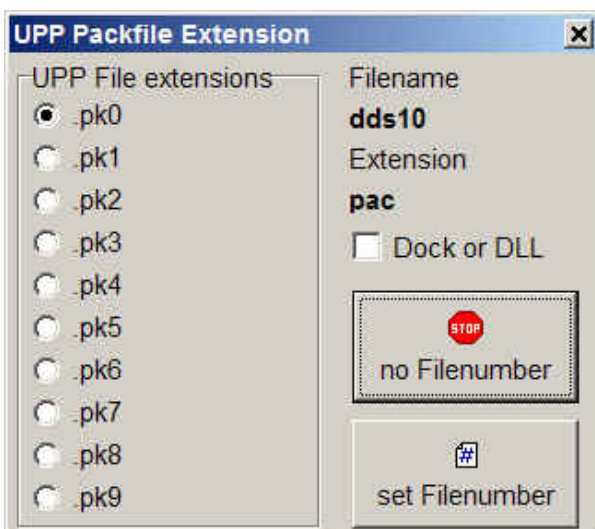 UPP Packfile Extension
UPP File extensions
.pk0
.pk1
.pk2
.pk3
.pk4
.pk5
.pk6
.pk7
.pk8
.pk9
Filename
dds10
Extension
pac
Dock or DLL
STOP
no Filenumber
#
set Filenumber